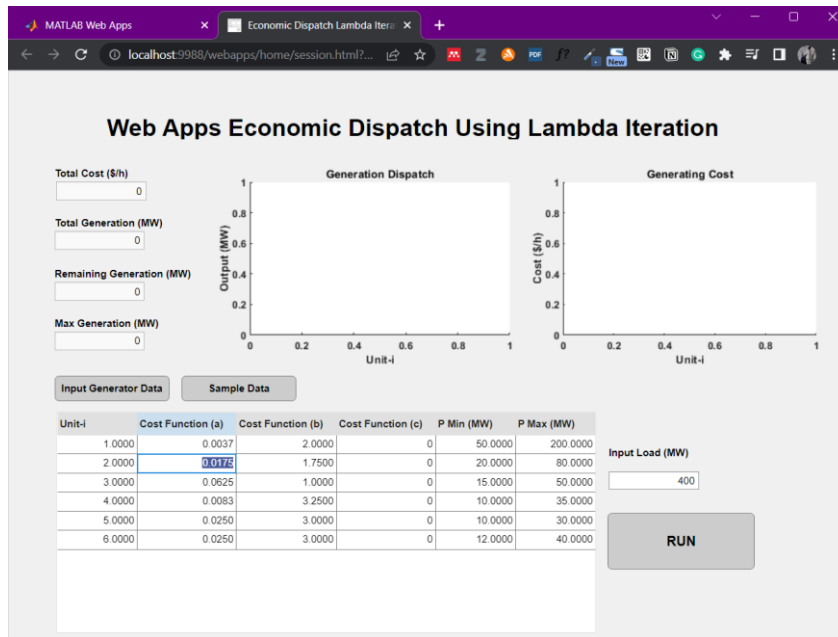 MATLAB Web Apps
Economic Dispatch Lambda Itera
localhost:9988/webapps/home/session.html?...
PDF
f?
New
Web Apps Economic Dispatch Using Lambda Iteration
Total Cost ($/h)
0
Total Generation (MW)
0
Remaining Generation (MW)
0
Max Generation (MW)
0
Generation Dispatch
Output (MW)
1
0.8
0.6
0.4
0.2
0
0 0.2 0.4 0.6 0.8 1
Unit-i
Generating Cost
Cost ($/h)
1
0.8
0.6
0.4
0.2
0
0 0.2 0.4 0.6 0.8 1
Unit-i
Input Generator Data
Sample Data
Unit-i Cost Function (a) Cost Function (b) Cost Function (c) P Min (MW) P Max (MW)
1.0000 0.0037 2.0000 0 50.0000 200.0000
2.0000 0.0175 1.7500 0 20.0000 80.0000
3.0000 0.0625 1.0000 0 15.0000 50.0000
4.0000 0.0083 3.2500 0 10.0000 35.0000
5.0000 0.0250 3.0000 0 10.0000 30.0000
6.0000 0.0250 3.0000 0 12.0000 40.0000
Input Load (MW)
400
RUN